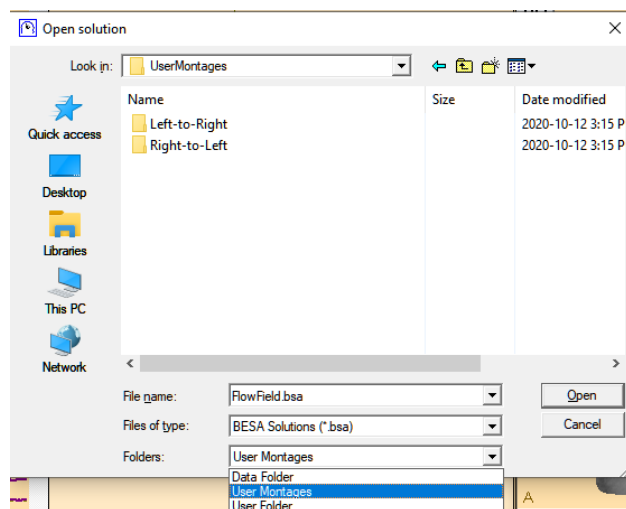 Open solution
Look in: UserMontages
Quick access
Desktop
Libraries
This PC
Network
Name Size Date modified
Left-to-Right 2020-10-12 3:15 P
Right-to-Left 2020-10-12 3:15 P
File name: FlowField.bsa Open
Files of type: BESA Solutions (*.bsa) Cancel
Folders: User Montages
Data Folder
User Montages
User Folder
A